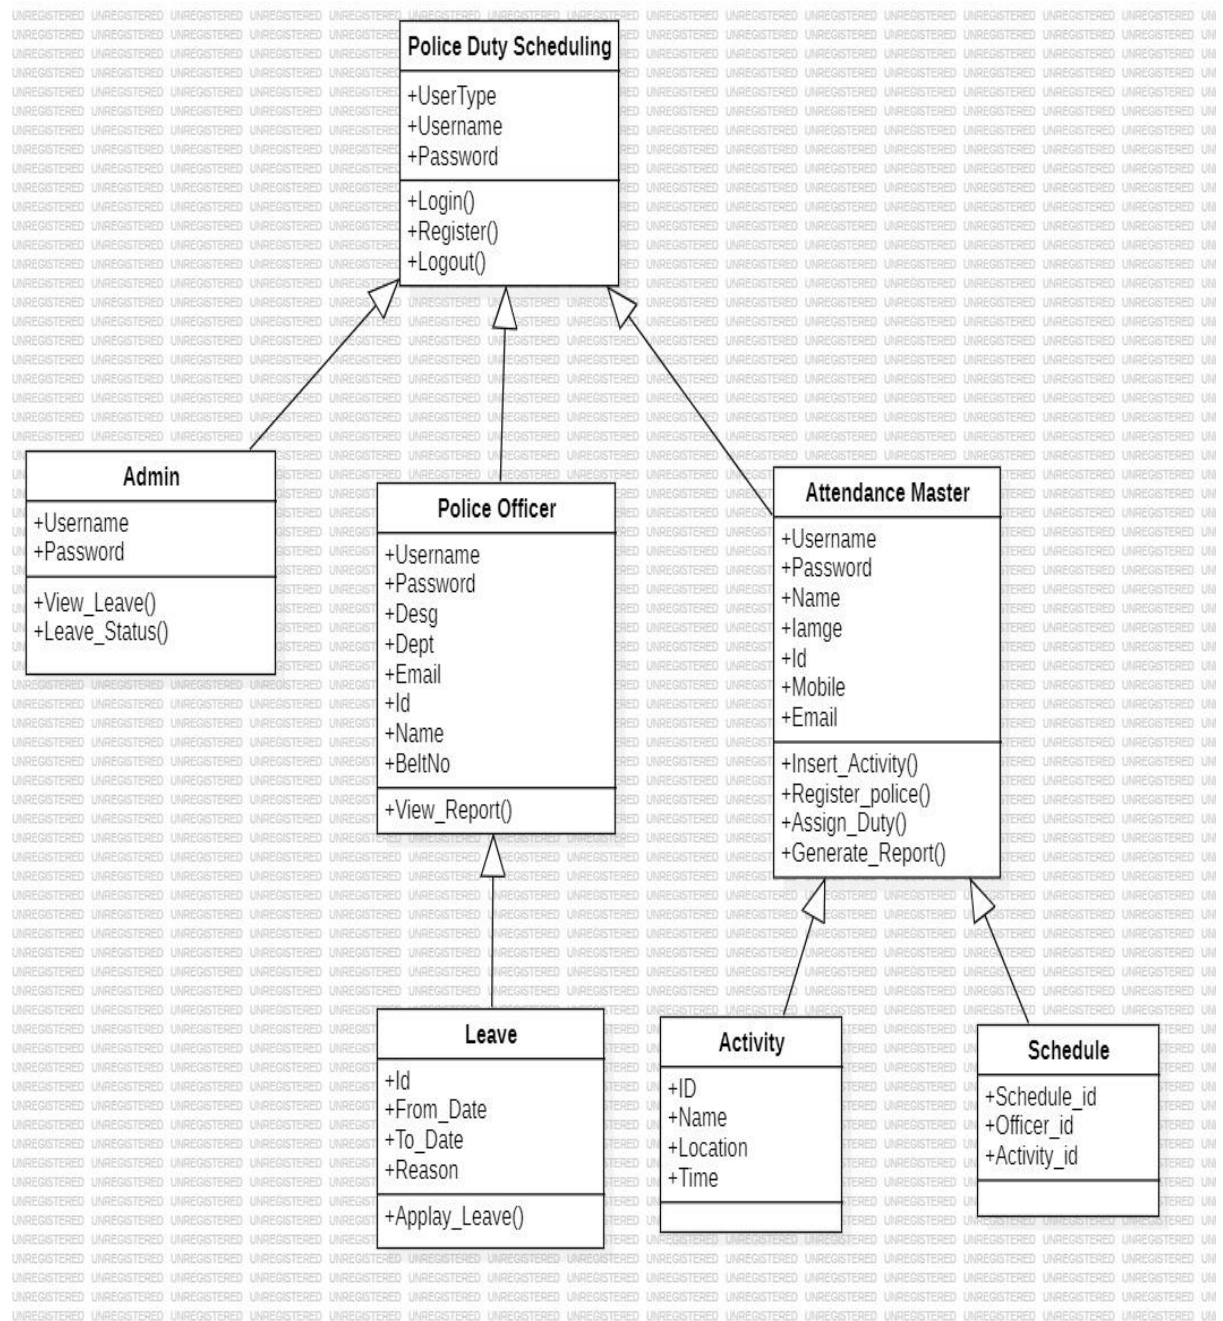 Police Duty Scheduling
+UserType
+Username
+Password
+Login()
+Register()
+Logout()
Admin
+Username
+Password
+View_Leave()
+Leave_Status()
Police Officer
+Username
+Password
+Desg
+Dept
+Email
+Id
+Name
+BeltNo
+View_Report()
Attendance Master
+Username
+Password
+Name
+Iamge
+Id
+Mobile
+Email
+Insert_Activity()
+Register_police()
+Assign_Duty()
+Generate_Report()
Leave
+Id
+From_Date
+To_Date
+Reason
+Applay_Leave()
Activity
+ID
+Name
+Location
+Time
Schedule
+Schedule_id
+Officer_id
+Activity_id
UNREGISTERED